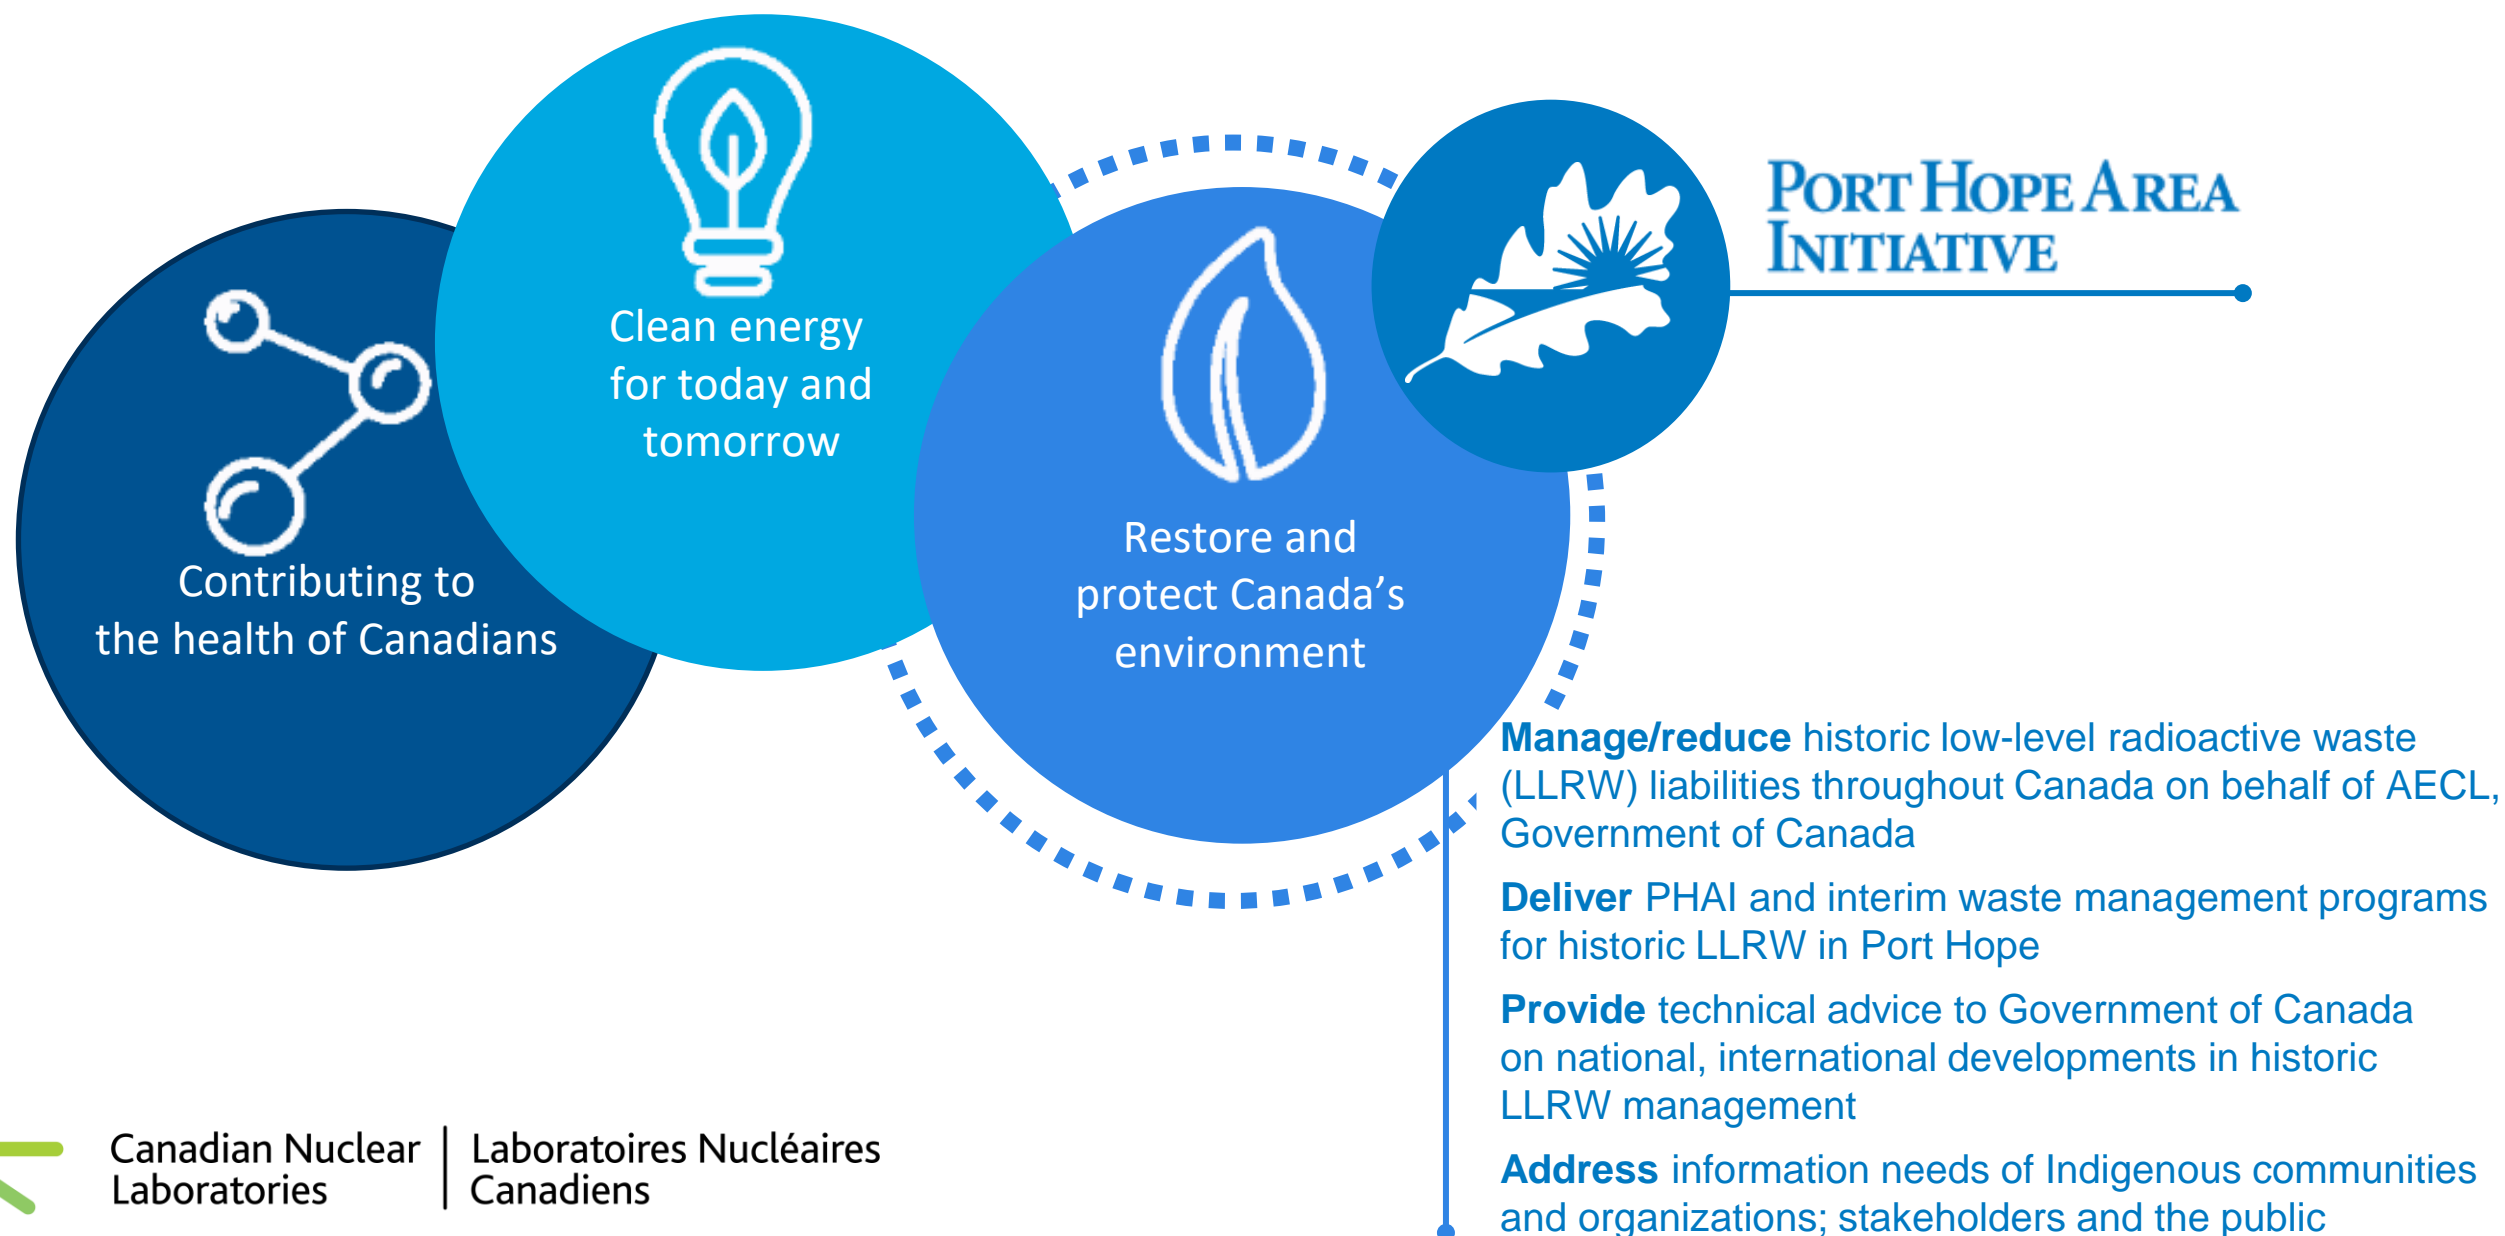 Contributing to
the health of Canadians
Clean energy
for today and
tomorrow
Restore and
protect Canada’s
environment
PORT HOPE AREA
INITIATIVE
Manage/reduce historic low-level radioactive waste
(LLRW) liabilities throughout Canada on behalf of AECL,
Government of Canada
Deliver PHAI and interim waste management programs
for historic LLRW in Port Hope
Provide technical advice to Government of Canada
on national, international developments in historic
LLRW management
Address information needs of Indigenous communities
and organizations; stakeholders and the public
Canadian Nuclear
Laboratories
Laboratoires Nucléaires
Canadiens